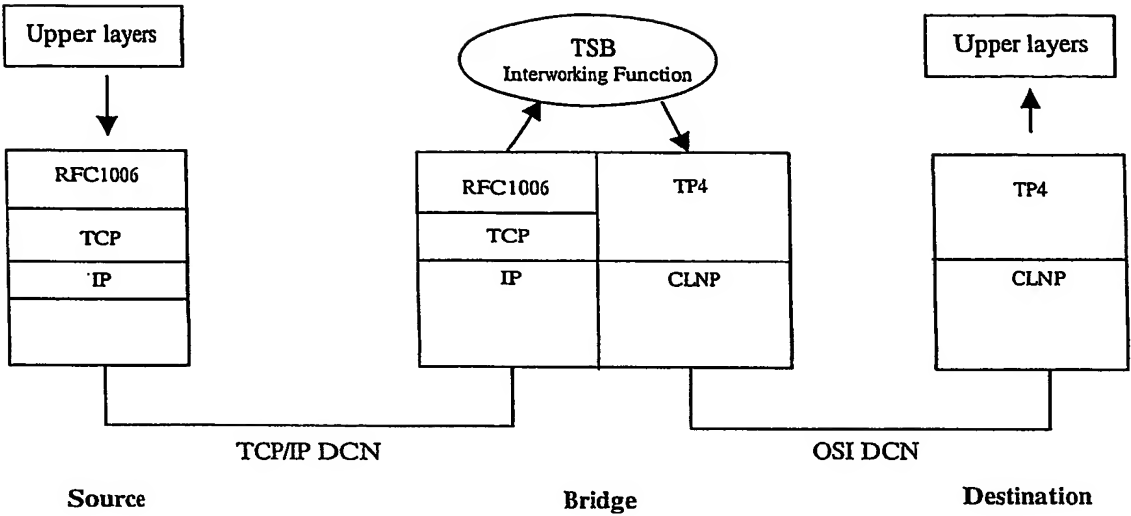 Upper layers
TSB
Interworking Function
Upper layers
RFC1006
TCP
IP
RFC1006
TCP
IP
TP4
CLNP
TP4
CLNP
TCP/IP DCN
OSI DCN
Source
Bridge
Destination